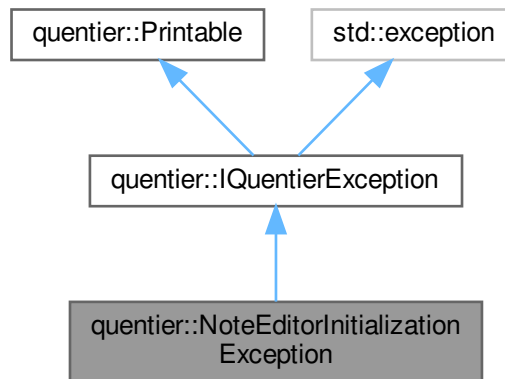 quentier::Printable
std::exception
quentier::IQuentierException
quentier::NoteEditorInitialization
Exception